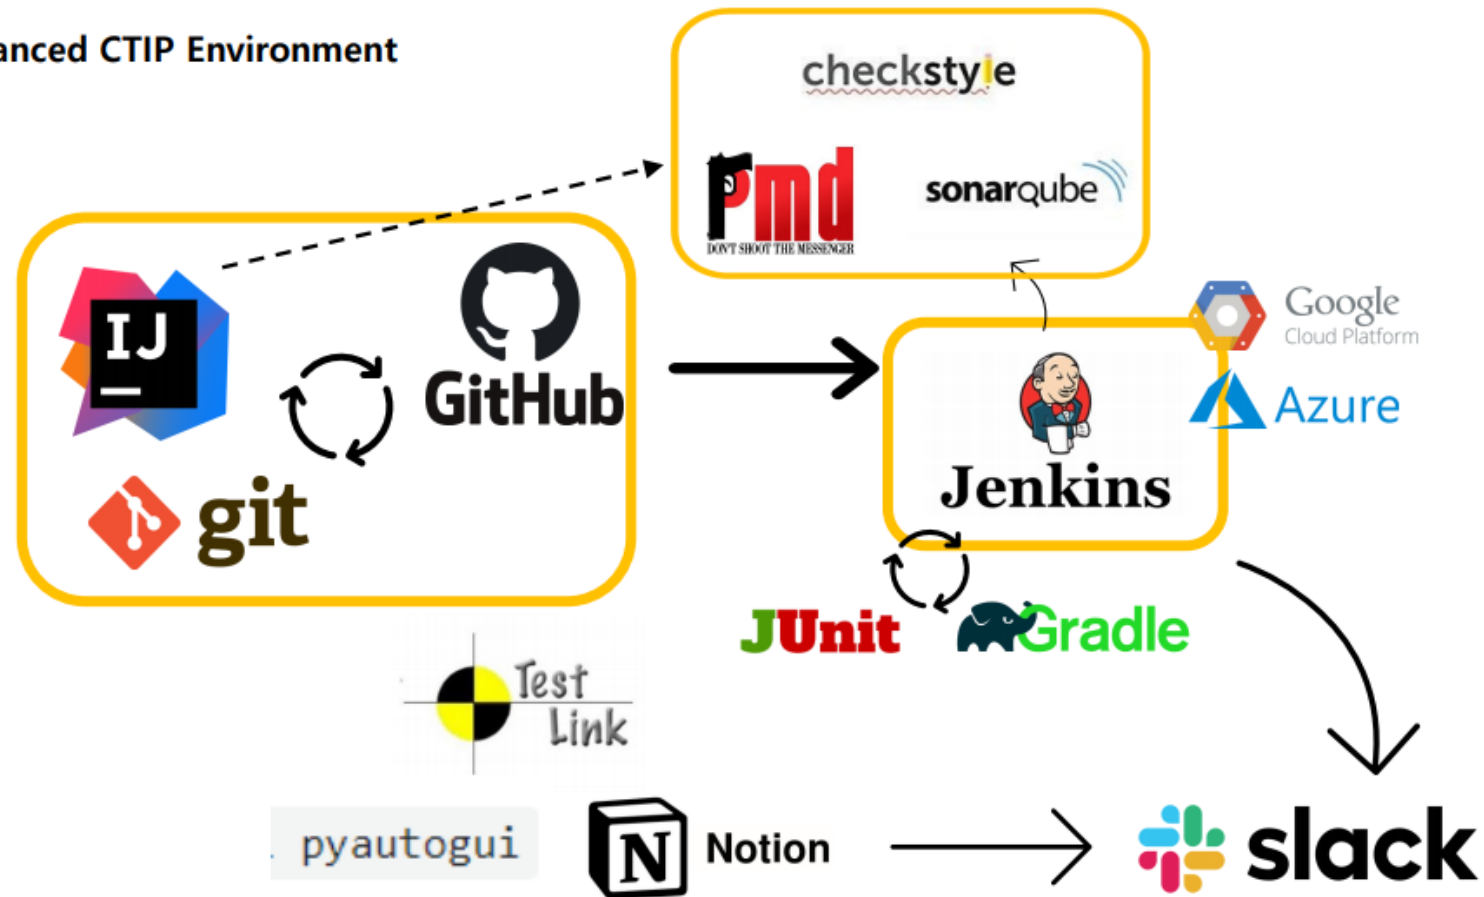 anced CTIP Environment
checkstyle
pmd
DON'T SHOOT THE MESSENGER
sonarqube
IJ
GitHub
git
Google
Cloud Platform
Azure
Jenkins
JUnit
Gradle
Test
Link
pyautogui
N
Notion
slack